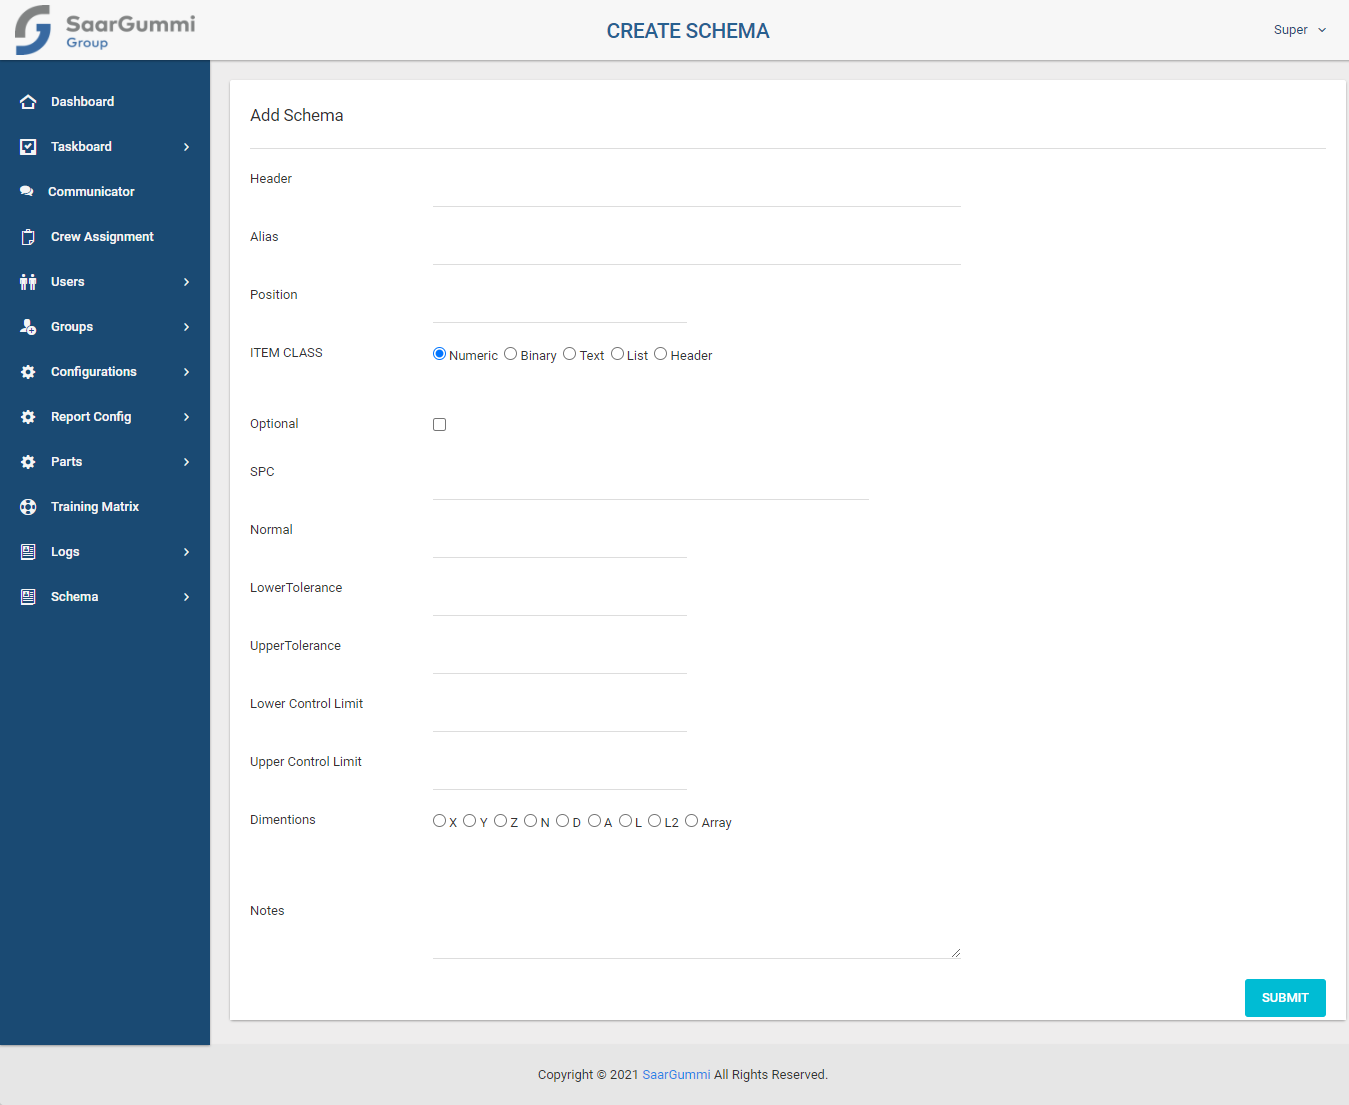 SaarGummi
Group
CREATE SCHEMA
Super
Dashboard
Taskboard
Communicator
Crew Assignment
Users
Groups
Configurations
Report Config
Parts
Training Matrix
Logs
Schema
Add Schema
Header
Alias
Position
ITEM CLASS
Numeric Binary Text List Header
Optional
SPC
Normal
LowerTolerance
UpperTolerance
Lower Control Limit
Upper Control Limit
Dimentions
X Y Z N D A L L2 Array
Notes
SUBMIT
Copyright © 2021 SaarGummi All Rights Reserved.